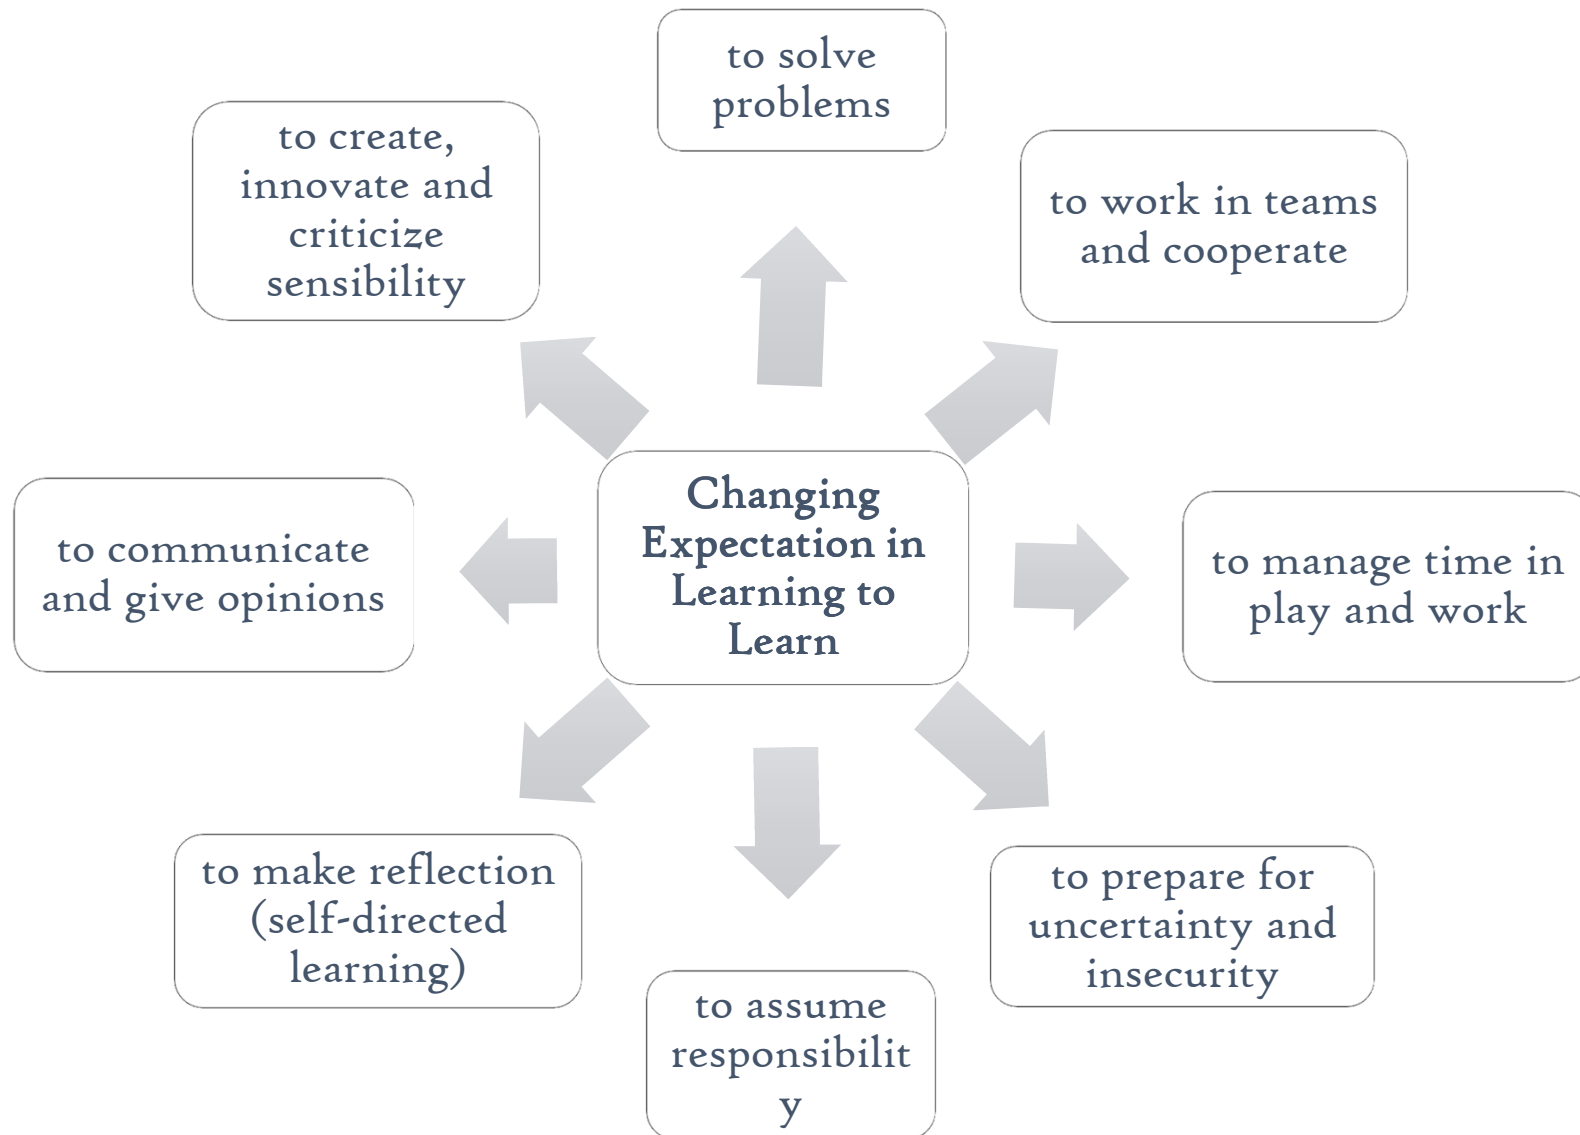 to solve
problems
to create,
innovate and
criticize
sensibility
to work in teams
and cooperate
Changing
Expectation in
Learning to
Learn
to communicate
and give opinions
to manage time in
play and work
to make reflection
(self-directed
learning)
to prepare for
uncertainty and
insecurity
to assume
responsibilit
y